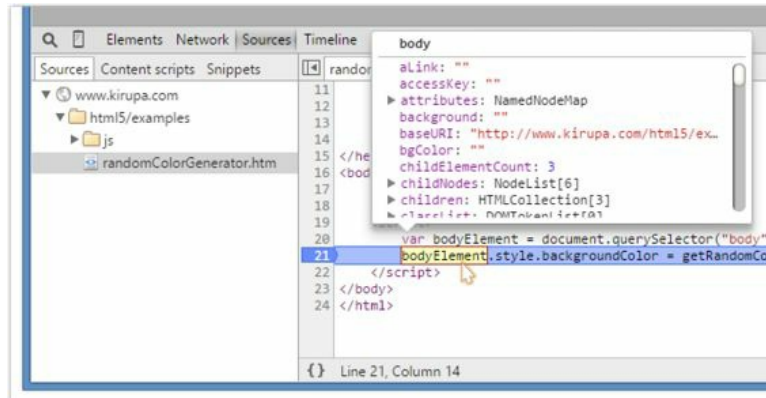 Elements Network Sources Timeline
Sources Content scripts Snippets
www.kirupa.com
html5/examples
js
randomColorGenerator.htm
body
aLink: ""
accessKey: ""
attributes: NamedNodeMap
background: ""
baseURI: "http://www.kirupa.com/html5/ex…
bgColor: ""
childElementCount: 3
childNodes: NodeList[6]
children: HTMLCollection[3]
classList: DOMTokenList[0]
11
12
13
14
15 </he
16 <bod
17
18
19
20 var bodyElement = document.querySelector("body"
21 bodyElement.style.backgroundColor = getRandomCo
22 </script>
23 </body>
24 </html>
{} Line 21, Column 14